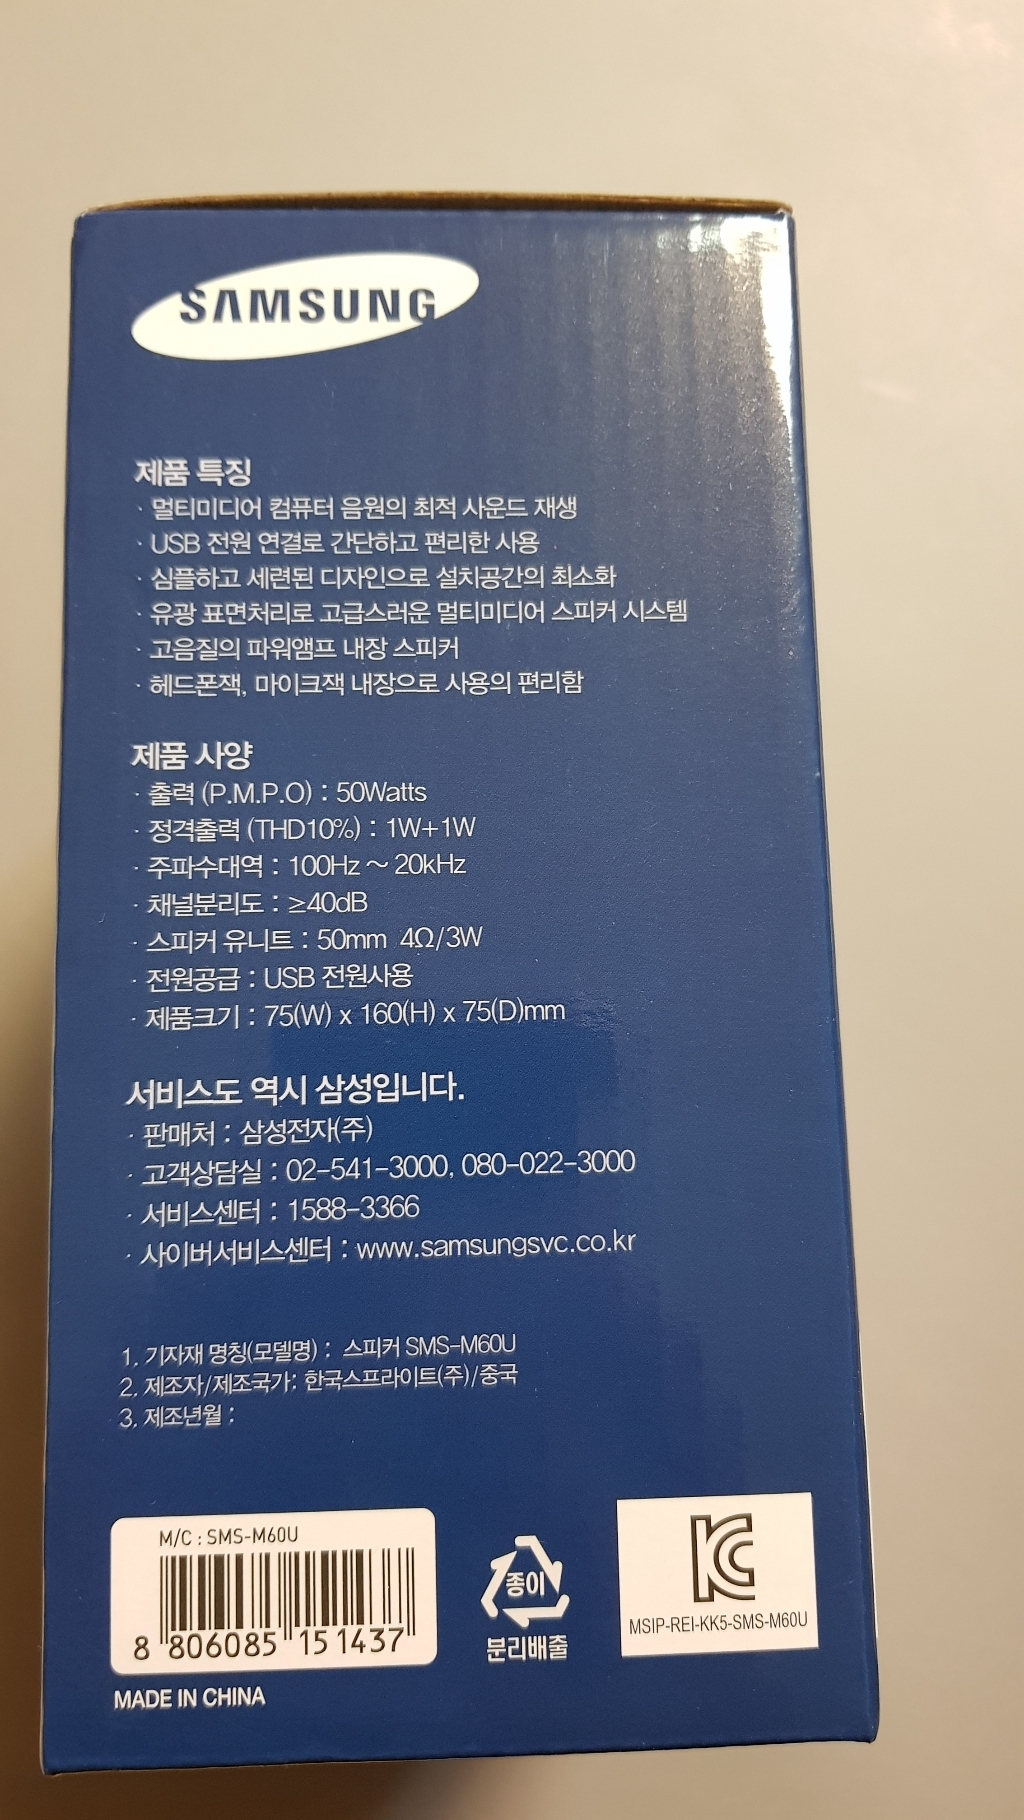 SAMSUNG
제품 특징
· 멀티미디어 컴퓨터 음원의 최적 사운드 재생
· USB 전원 연결로 간단하고 편리한 사용
· 심플하고 세련된 디자인으로 설치공간의 최소화
· 유광 표면처리로 고급스러운 멀티미디어 스피커 시스템
· 고음질의 파워앰프 내장 스피커
· 헤드폰잭, 마이크잭 내장으로 사용의 편리함
제품 사양
· 출력 (P.M.P.O) : 50Watts
· 정격출력 (THD10%) : 1W+1W
· 주파수대역 : 100Hz ~ 20kHz
· 채널분리도 : ≥40dB
· 스피커 유니트 : 50mm 4Ω/3W
· 전원공급 : USB 전원사용
· 제품크기 : 75(W) x 160(H) x 75(D)mm
서비스도 역시 삼성입니다.
· 판매처 : 삼성전자(주)
· 고객상담실 : 02-541-3000, 080-022-3000
· 서비스센터 : 1588-3366
· 사이버서비스센터 : www.samsungsvc.co.kr
1. 기자재 명칭(모델명) : 스피커 SMS-M60U
2. 제조자/제조국가: 한국스프라이트(주)/중국
3. 제조년월 :
M/C : SMS-M60U
8 806085 151437
MADE IN CHINA
종이
분리배출
KC
MSIP-REI-KK5-SMS-M60U